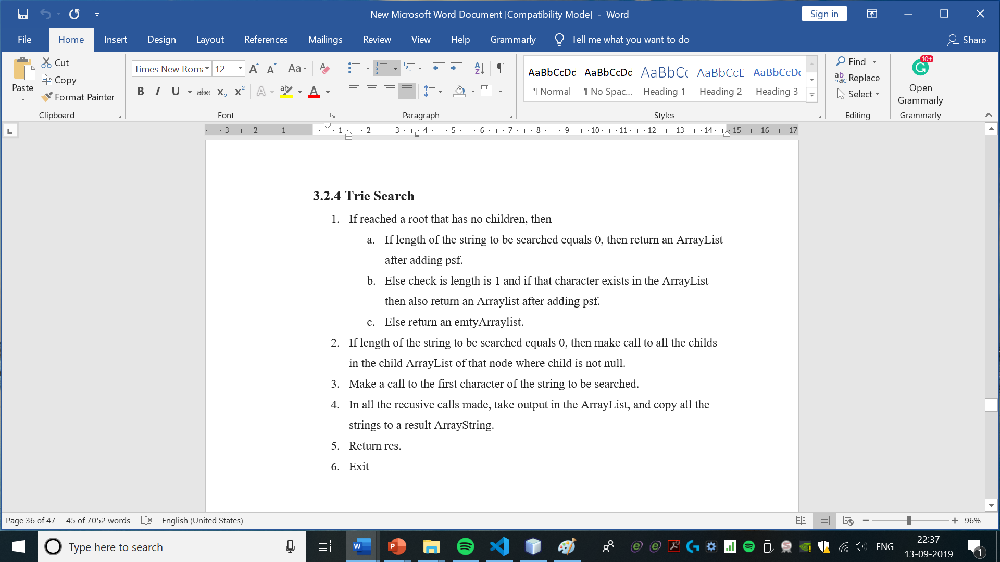 New Microsoft Word Document [Compatibility Mode] - Word
Sign in
File Home Insert Design Layout References Mailings Review View Help Grammarly Tell me what you want to do Share
Paste
Cut
Copy
Format Painter
Clipboard
Times New Rom 12
Font
Paragraph
AaBbCcDc AaBbCcDc AaBbCc AaBbCcE AaBbCcDc
¶ Normal ¶ No Spac... Heading 1 Heading 2 Heading 3
Styles
Find
Replace
Select
Editing
10+
Open
Grammarly
Grammarly
3 2 1 1 2 3 4 5 6 7 8 9 10 11 12 13 14 15 16 17
3.2.4 Trie Search
1. If reached a root that has no children, then
a. If length of the string to be searched equals 0, then return an ArrayList
after adding psf.
b. Else check is length is 1 and if that character exists in the ArrayList
then also return an Arraylist after adding psf.
c. Else return an emtyArraylist.
2. If length of the string to be searched equals 0, then make call to all the childs
in the child ArrayList of that node where child is not null.
3. Make a call to the first character of the string to be searched.
4. In all the recusive calls made, take output in the ArrayList, and copy all the
strings to a result ArrayString.
5. Return res.
6. Exit
Page 36 of 47 45 of 7052 words English (United States) 96%
Type here to search
ENG
22:37
13-09-2019
1